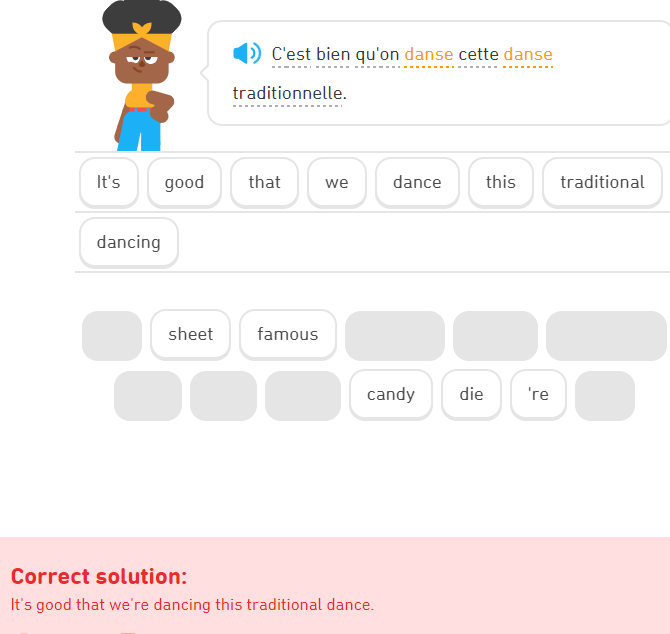 C'est bien qu'on danse cette danse
traditionnelle.
It's good that we dance this traditional
dancing
sheet famous
candy die 're
Correct solution:
It's good that we're dancing this traditional dance.